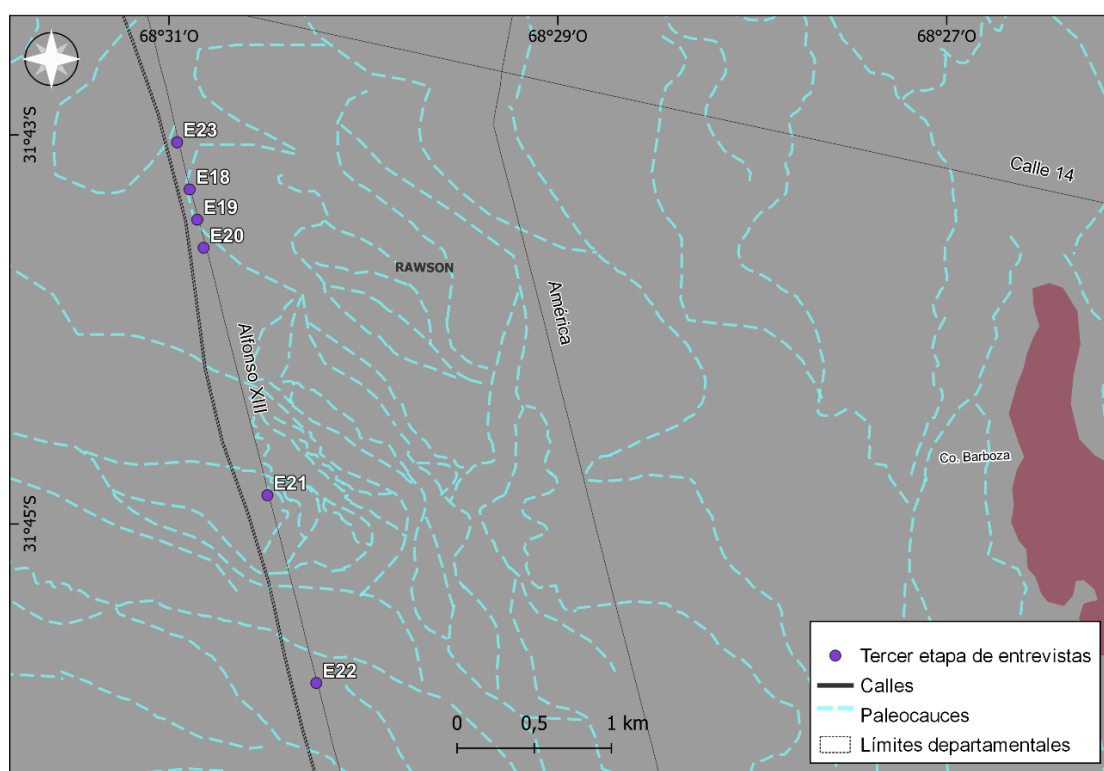 68°31'O
68°29'O
68°27'O
31°43'S
E23
Calle 14
E18
E19
E20
RAWSON
América
Alfonso XIII
Co. Barboza
E21
31°45'S
E22
0 0,5 1 km
Tercer etapa de entrevistas
Calles
Paleocauces
Límites departamentales